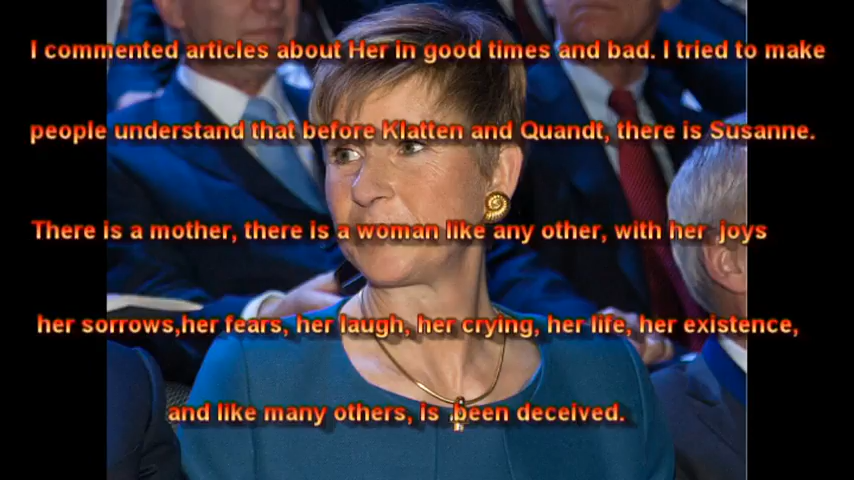 I commented articles about Her in good times and bad. I tried to make
people understand that before Klatten and Quandt, there is Susanne.
There is a mother, there is a woman like any other, with her joys
her sorrows,her fears, her laugh, her crying, her life, her existence,
and like many others, is been deceived.